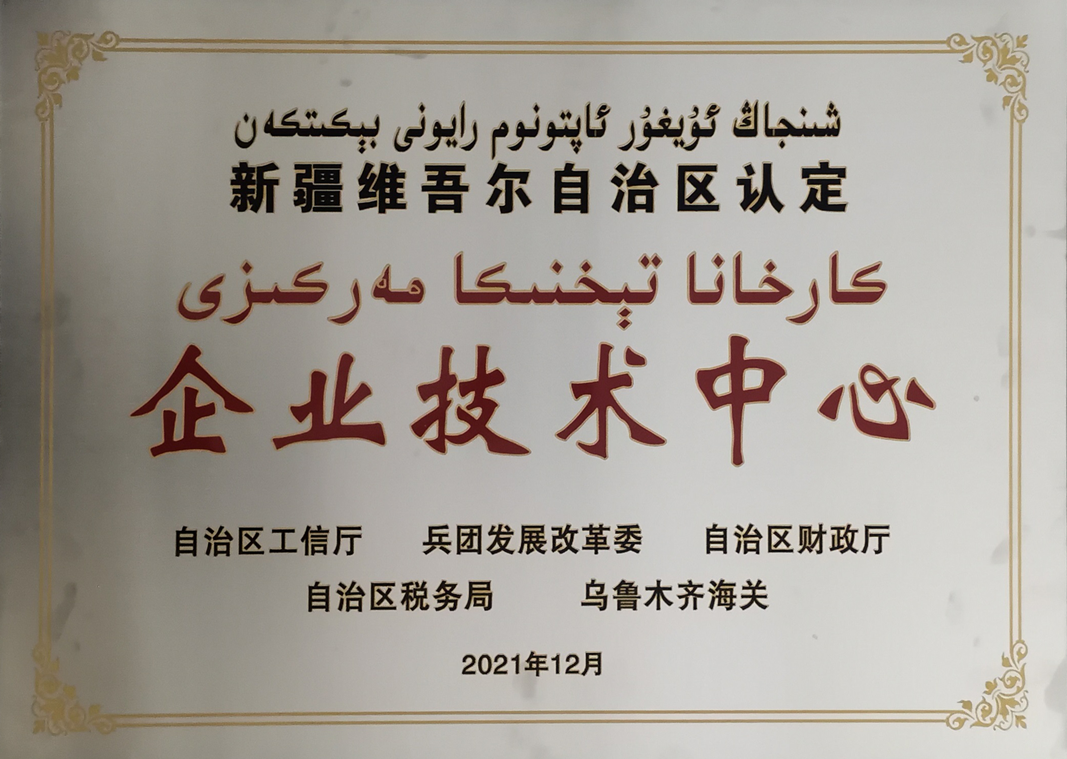 شىنجاڭ ئۇيغۇر ئاپتونوم رايونى بېكىتكەن
新疆维吾尔自治区认定
كارخانا تېخنىكا مەركىزى
企业技术中心
自治区工信厅 兵团发展改革委 自治区财政厅
自治区税务局 乌鲁木齐海关
2021年12月